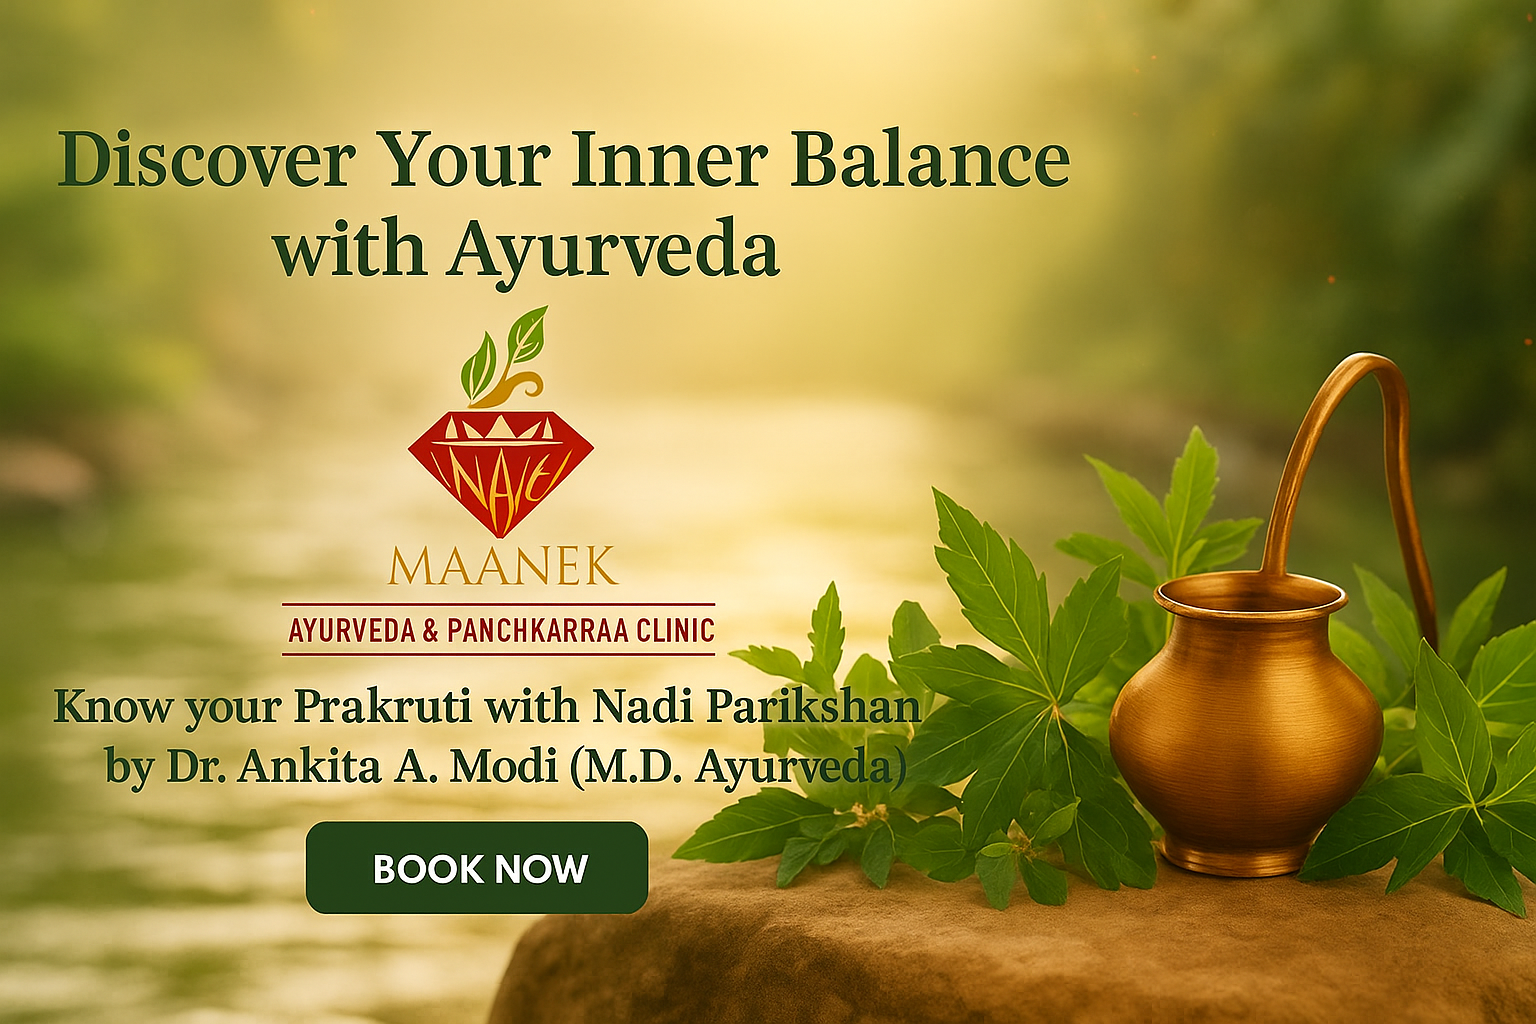 Discover Your Inner Balance
with Ayurveda
MAANEK
AYURVEDA & PANCHKARRAA CLINIC
Know your Prakruti with Nadi Parikshan
by Dr. Ankita A. Modi (M.D. Ayurveda)
BOOK NOW